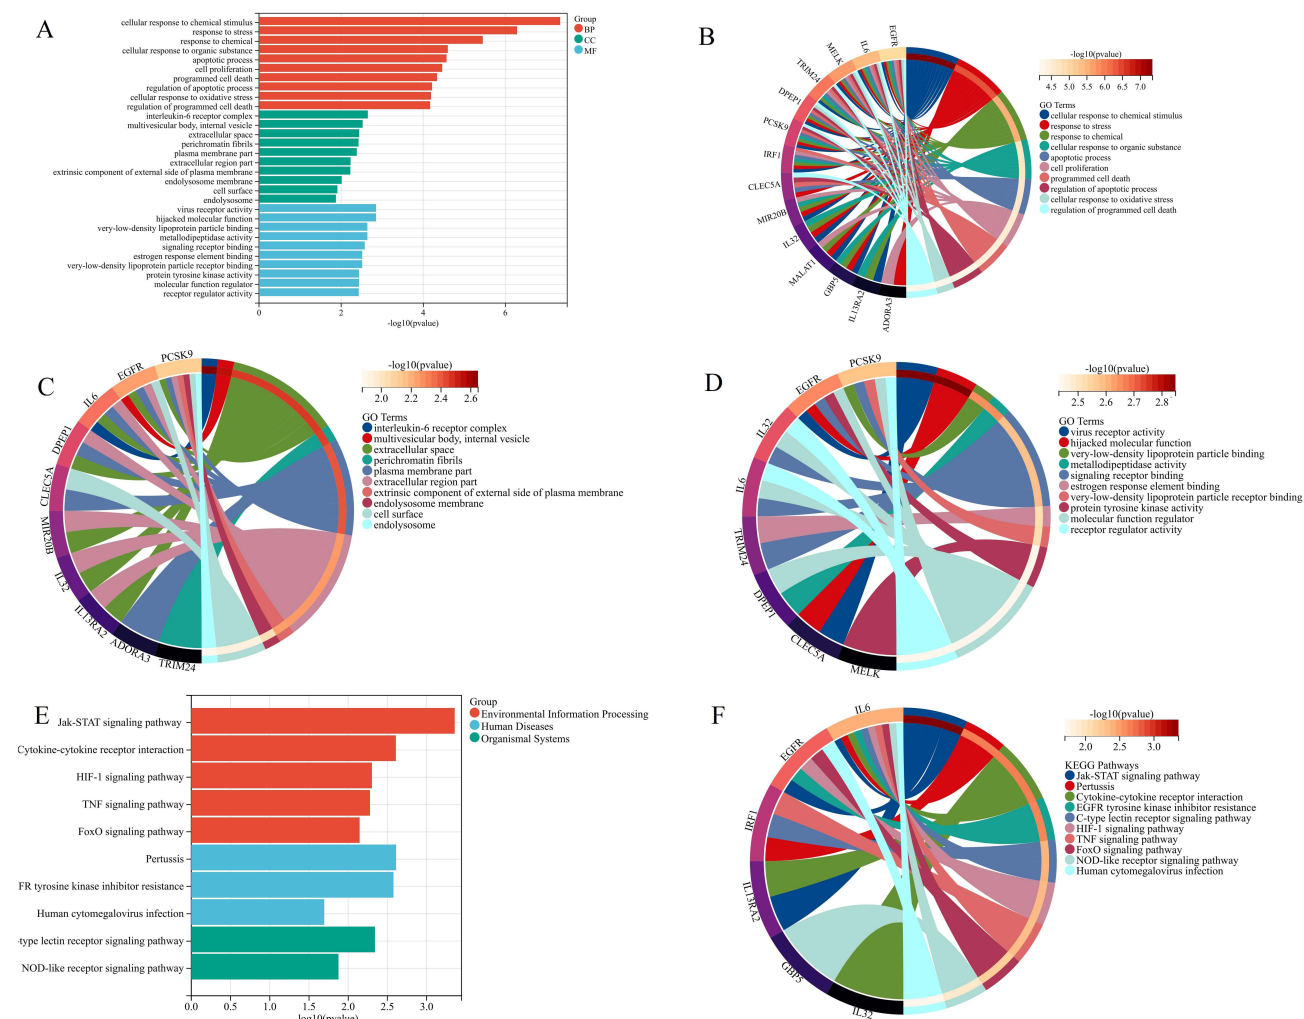 A
cellular response to chemical stimulus
response to stress
response to chemical
cellular response to organic substance
apoptotic process
cell proliferation
programmed cell death
regulation of apoptotic process
cellular response to oxidative stress
regulation of programmed cell death
interleukin-6 receptor complex
multivesicular body, internal vesicle
extracellular space
perichromatin fibrils
plasma membrane part
extracellular region part
extrinsic component of external side of plasma membrane
endolysosome membrane
cell surface
endolysosome
virus receptor activity
hijacked molecular function
very-low-density lipoprotein particle binding
metallodipeptidase activity
signaling receptor binding
estrogen response element binding
very-low-density lipoprotein particle receptor binding
protein tyrosine kinase activity
molecular function regulator
receptor regulator activity
0 2 4 6
-log10(pvalue)
Group
BP
CC
MF
B
EGFR
IL6
MELK
TRIM24
DPEP1
PCSK9
IRF1
CLEC5A
MIR20B
IL32
MALAT1
GBP5
IL13RA2
ADORA3
-log10(pvalue)
4.5 5.0 5.5 6.0 6.5 7.0
GO Terms
cellular response to chemical stimulus
response to stress
response to chemical
cellular response to organic substance
apoptotic process
cell proliferation
programmed cell death
regulation of apoptotic process
cellular response to oxidative stress
regulation of programmed cell death
C
PCSK9
EGFR
IL6
DPEP1
CLEC5A
MIR20B
IL32
IL13RA2
ADORA3
TRIM24
-log10(pvalue)
2.0 2.2 2.4 2.6
GO Terms
interleukin-6 receptor complex
multivesicular body, internal vesicle
extracellular space
perichromatin fibrils
plasma membrane part
extracellular region part
extrinsic component of external side of plasma membrane
endolysosome membrane
cell surface
endolysosome
D
PCSK9
EGFR
IL32
IL6
TRIM24
DPEP1
CLEC5A
MELK
-log10(pvalue)
2.5 2.6 2.7 2.8
GO Terms
virus receptor activity
hijacked molecular function
very-low-density lipoprotein particle binding
metallodipeptidase activity
signaling receptor binding
estrogen response element binding
very-low-density lipoprotein particle receptor binding
protein tyrosine kinase activity
molecular function regulator
receptor regulator activity
E
Jak-STAT signaling pathway
Cytokine-cytokine receptor interaction
HIF-1 signaling pathway
TNF signaling pathway
FoxO signaling pathway
Pertussis
FR tyrosine kinase inhibitor resistance
Human cytomegalovirus infection
-type lectin receptor signaling pathway
NOD-like receptor signaling pathway
0.0 0.5 1.0 1.5 2.0 2.5 3.0
-log10(pvalue)
Group
Environmental Information Processing
Human Diseases
Organismal Systems
F
IL6
EGFR
IRF1
IL13RA2
GBP5
IL32
-log10(pvalue)
2.0 2.5 3.0
KEGG Pathways
Jak-STAT signaling pathway
Pertussis
Cytokine-cytokine receptor interaction
EGFR tyrosine kinase inhibitor resistance
C-type lectin receptor signaling pathway
HIF-1 signaling pathway
TNF signaling pathway
FoxO signaling pathway
NOD-like receptor signaling pathway
Human cytomegalovirus infection